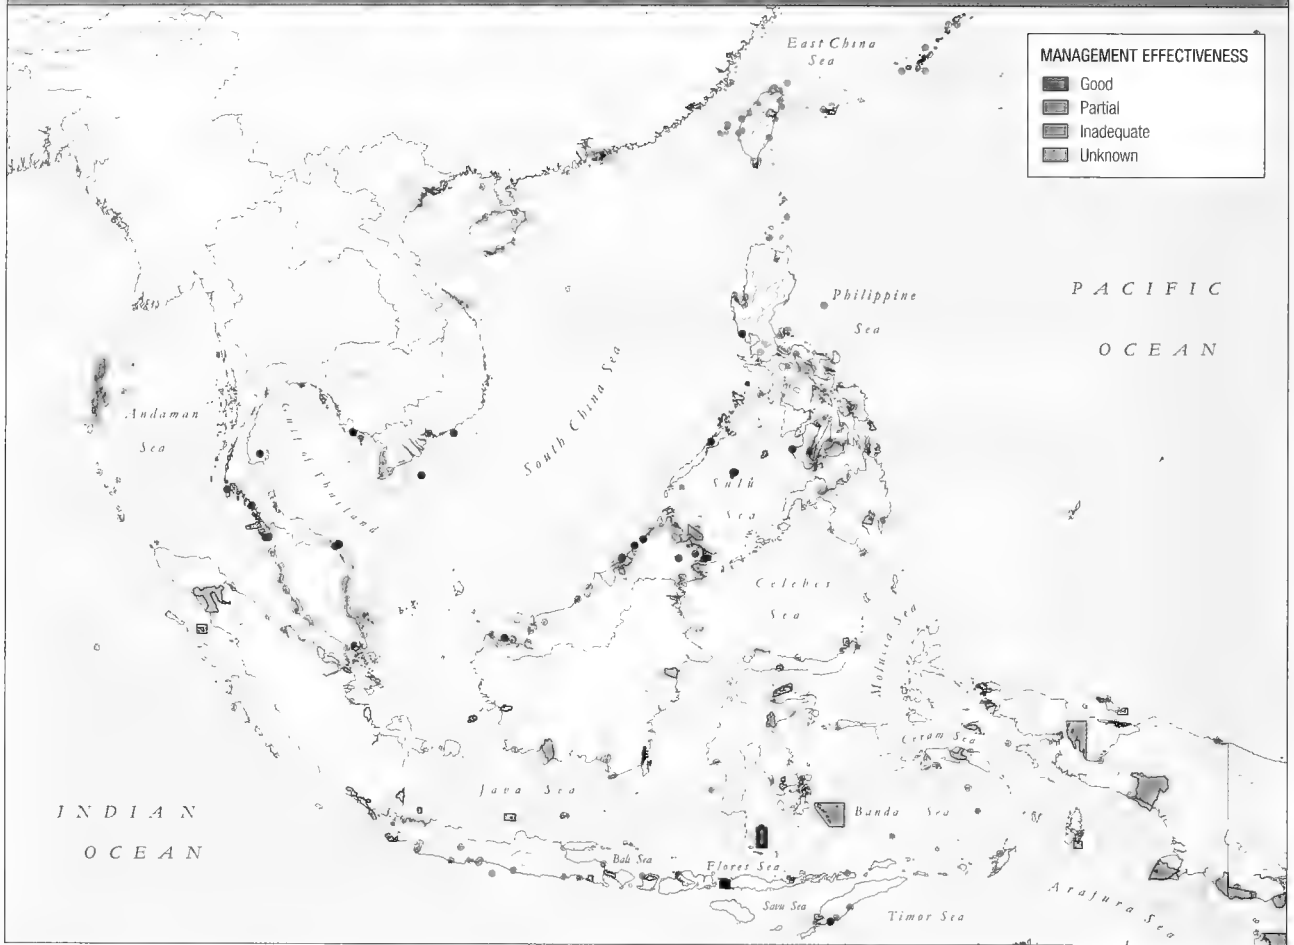 East China
Sea
MANAGEMENT EFFECTIVENESS
Good
Partial
Inadequate
Unknown
PACIFIC
OCEAN
Philippine
Sea
Andaman
Sea
Gulf of Thailand
South China Sea
Sulu
Sea
Celebes
Sea
Molucca Sea
Ceram Sea
INDIAN
OCEAN
Java Sea
Banda Sea
Bali Sea
Flores Sea
Savu Sea
Timor Sea
Arafura Sea